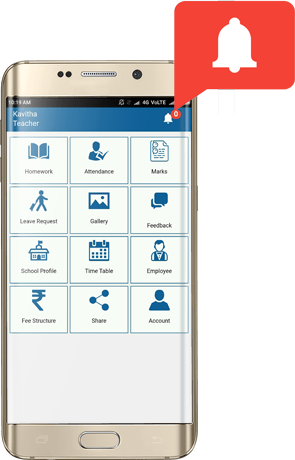 10:19 AM
4G VoLTE
Kavitha
Teacher
0
Homework
Attendance
Marks
Leave Request
Gallery
Feedback
School Profile
Time Table
Employee
Fee Structure
Share
Account